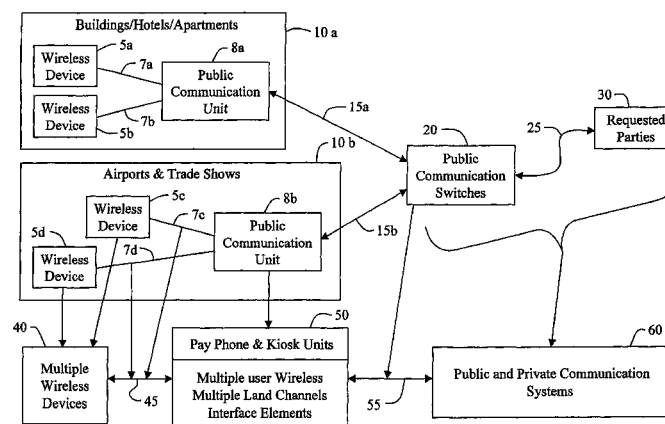 Buildings/Hotels/Apartments
10a
5a
Wireless
Device
7a
8a
Public
Communication
Unit
Wireless
Device
7b
5b
15a
20
Public
Communication
Switches
25
30
Requested
Parties
10b
Airports & Trade Shows
5c
Wireless
Device
7c
8b
Public
Communication
Unit
15b
5d
Wireless
Device
7d
40
Multiple
Wireless
Devices
45
50
Pay Phone & Kiosk Units
Multiple user Wireless
Multiple Land Channels
Interface Elements
55
60
Public and Private Communication
Systems